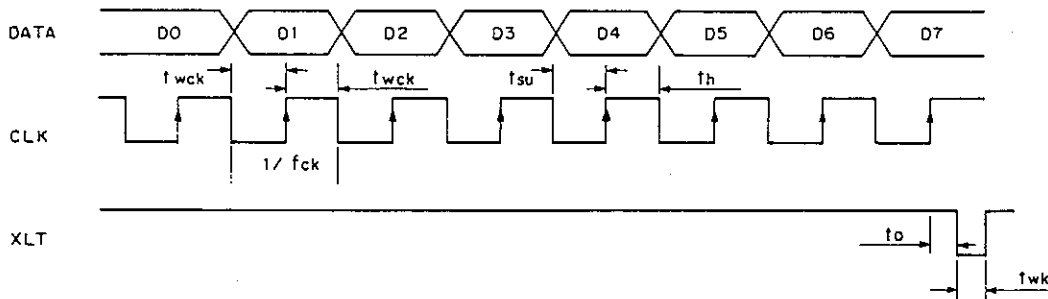 DATA D0 D1 D2 D3 D4 D5 D6 D7
twck twck tsu th
CLK
1/fck
XLT
tD
twk